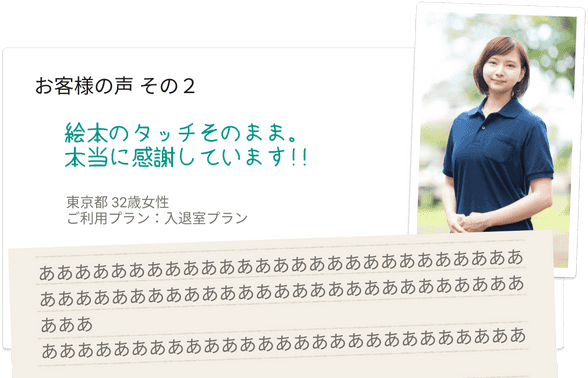 お客様の声 その２
絵本のタッチそのまま。
本当に感謝しています!!
東京都 32歳女性
ご利用プラン：入退室プラン
あああああああああああああああああああああああああああ
あああああああああああああああああああああああああああ
あああ
あああああああああああああああああああああああああああ